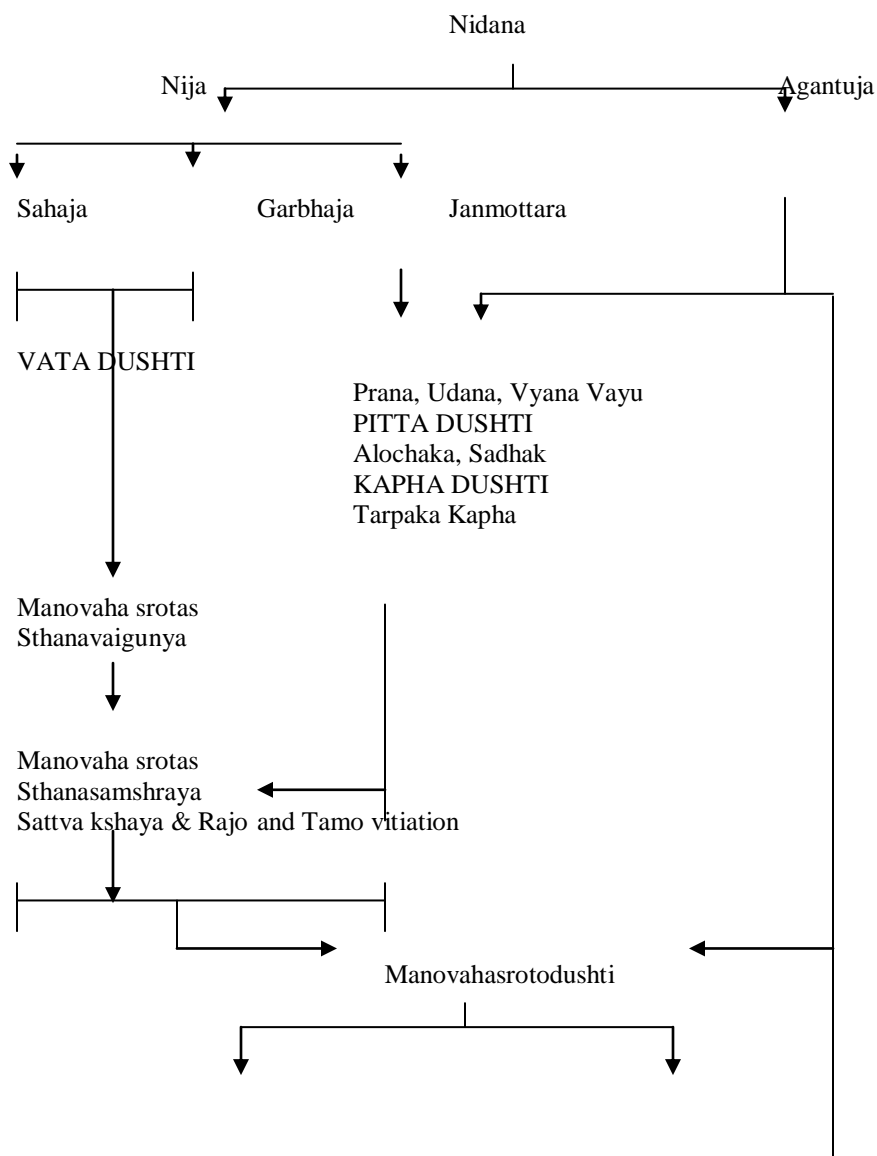 Nidana
Nija Agantuja
Sahaja Garbhaja Janmottara
VATA DUSHTI
Prana, Udana, Vyana Vayu
PITTA DUSHTI
Alochaka, Sadhak
KAPHA DUSHTI
Tarpaka Kapha
Manovaha srotas
Sthanavaigunya
Manovaha srotas
Sthanasamshraya
Sattva kshaya & Rajo and Tamo vitiation
Manovahasrotodushti